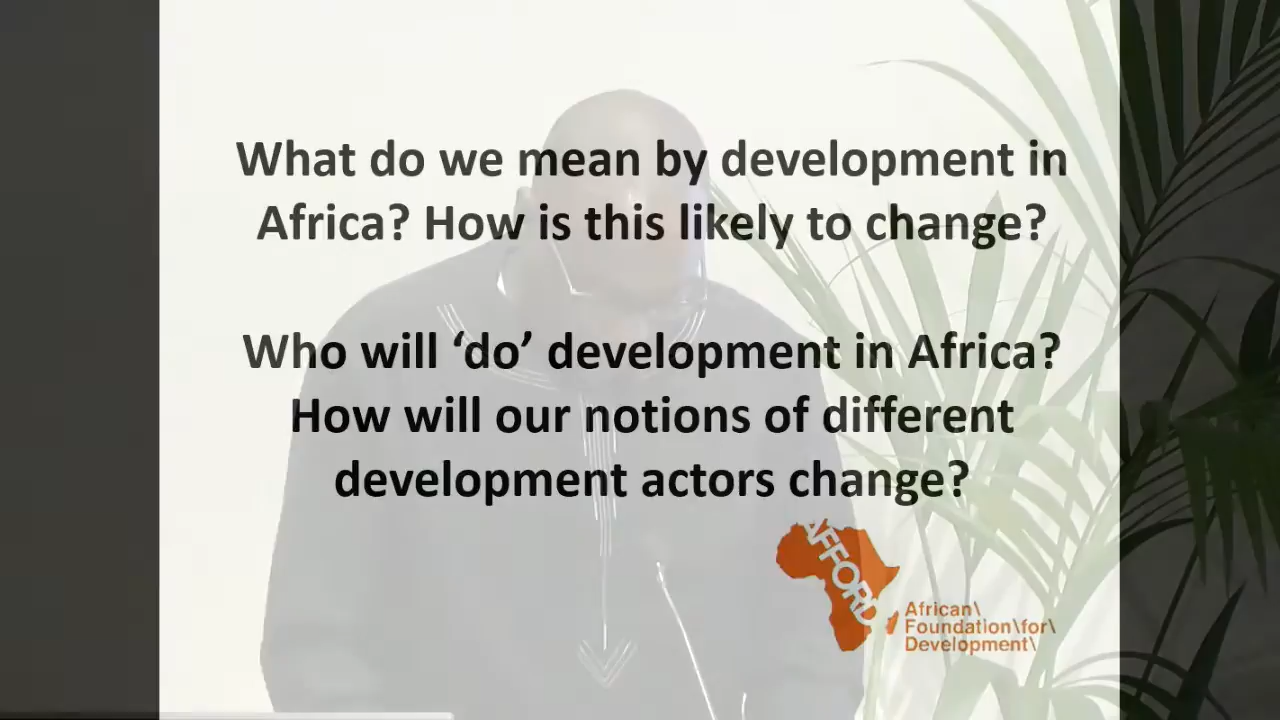 What do we mean by development in
Africa? How is this likely to change?
Who will ‘do’ development in Africa?
How will our notions of different
development actors change?
AFFORD
African\
Foundation\for\
Development\